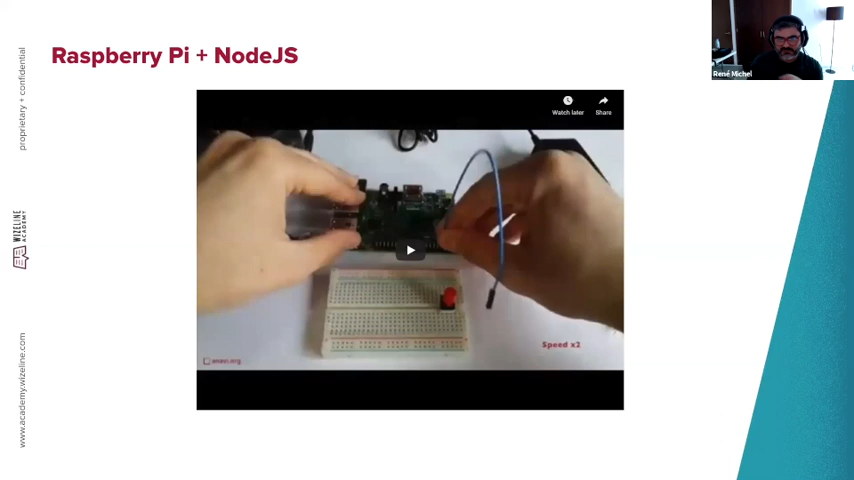 Raspberry Pi + NodeJS
René Michel
proprietary + confidential
Watch later
Share
WIZELINE
ACADEMY
Speed x2
www.academy.wizeline.com